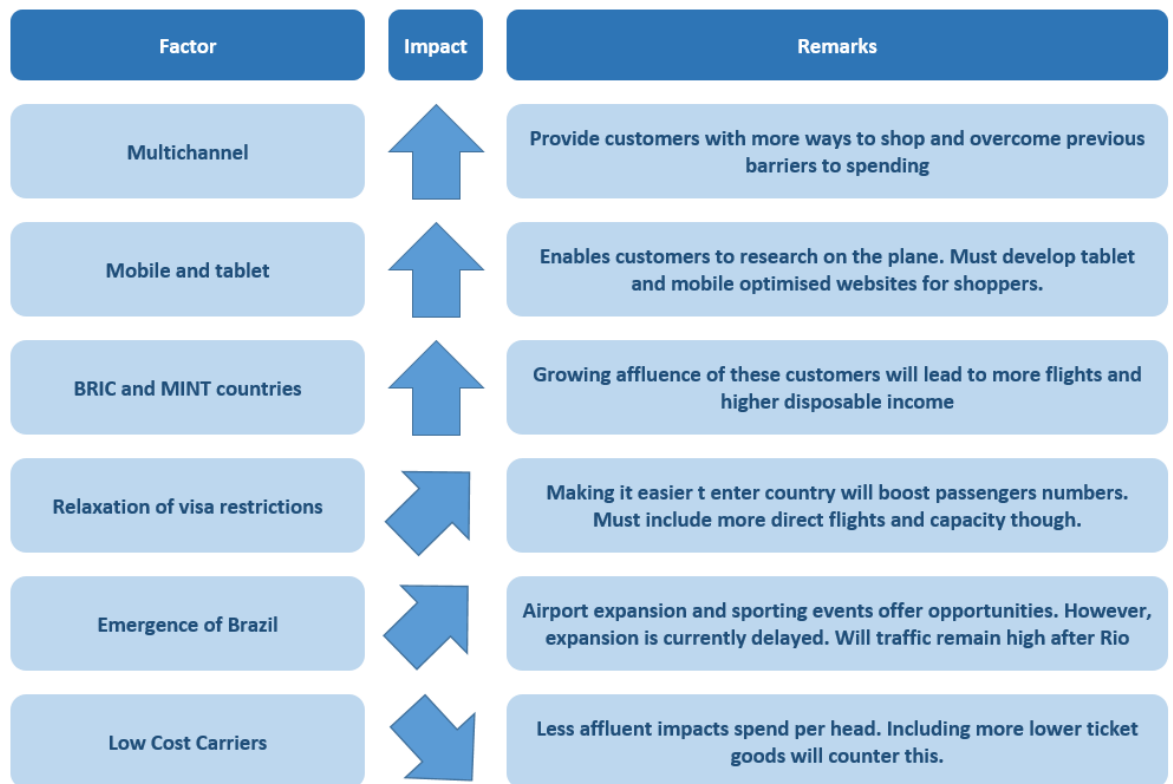 Factor
Impact
Remarks
Multichannel
Provide customers with more ways to shop and overcome previous
barriers to spending
Mobile and tablet
Enables customers to research on the plane. Must develop tablet
and mobile optimised websites for shoppers.
BRIC and MINT countries
Growing affluence of these customers will lead to more flights and
higher disposable income
Relaxation of visa restrictions
Making it easier t enter country will boost passengers numbers.
Must include more direct flights and capacity though.
Emergence of Brazil
Airport expansion and sporting events offer opportunities. However,
expansion is currently delayed. Will traffic remain high after Rio
Low Cost Carriers
Less affluent impacts spend per head. Including more lower ticket
goods will counter this.